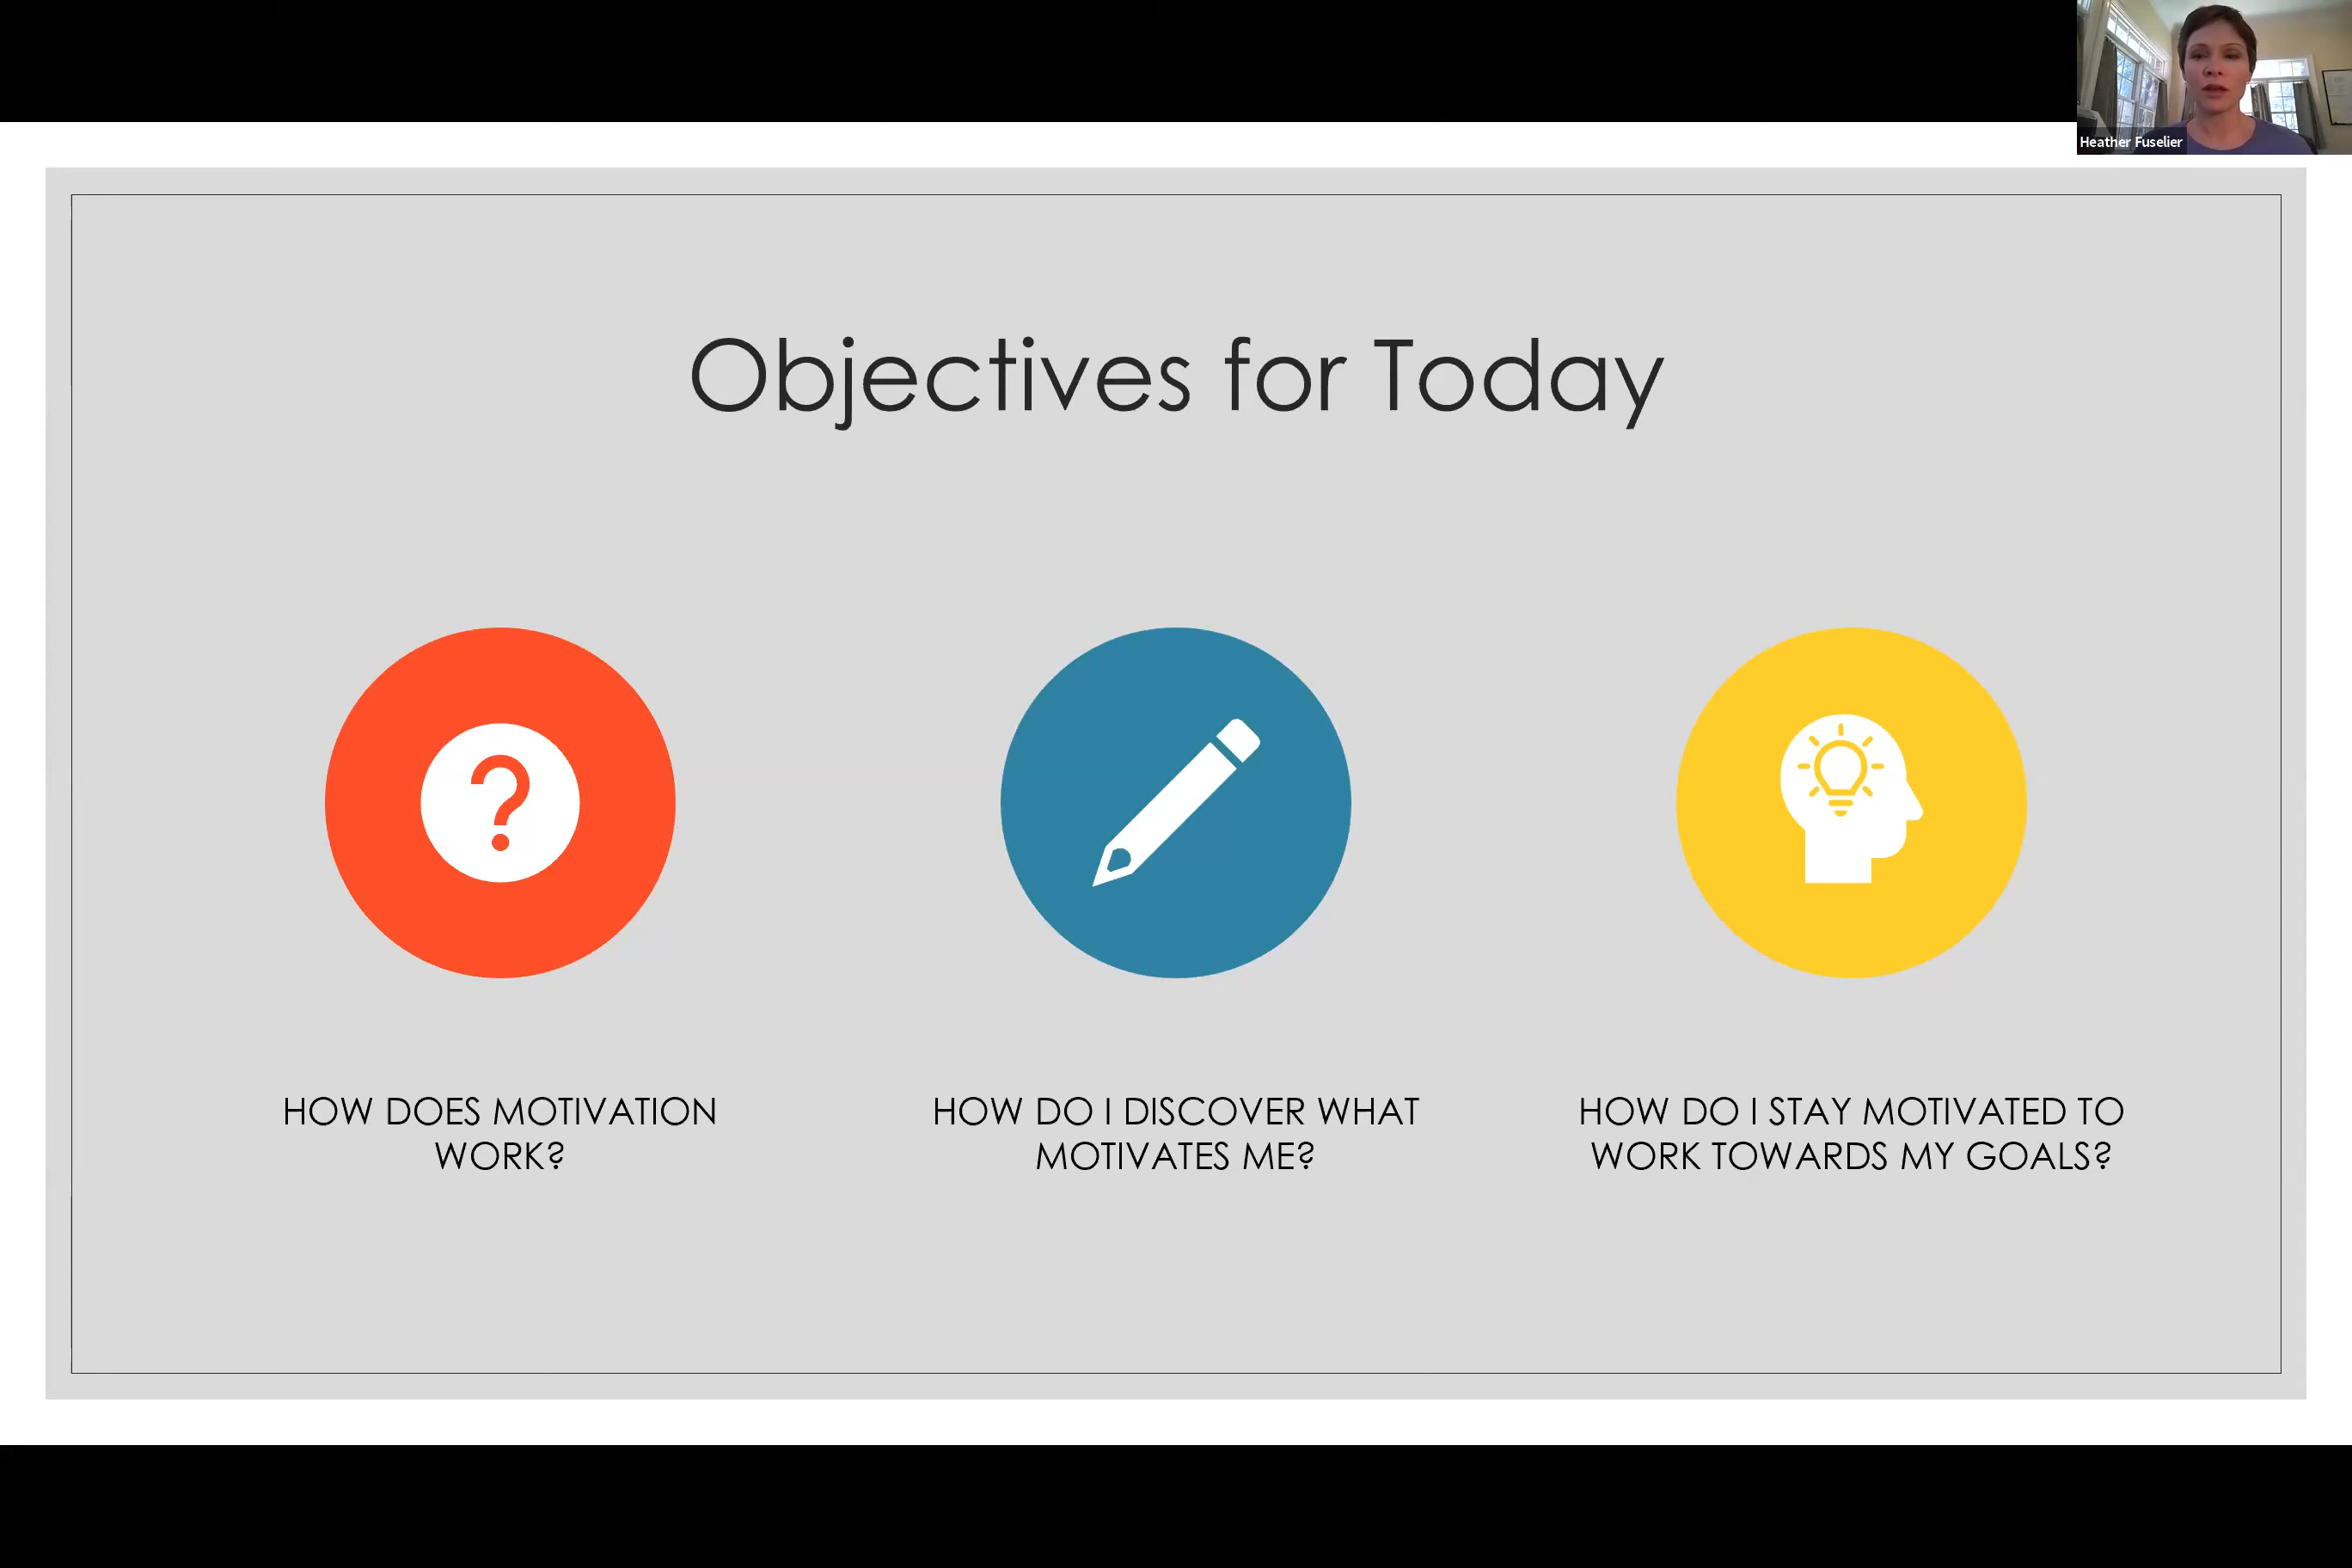 Heather Fuselier
Objectives for Today
?
HOW DOES MOTIVATION
WORK?
HOW DO I DISCOVER WHAT
MOTIVATES ME?
HOW DO I STAY MOTIVATED TO
WORK TOWARDS MY GOALS?